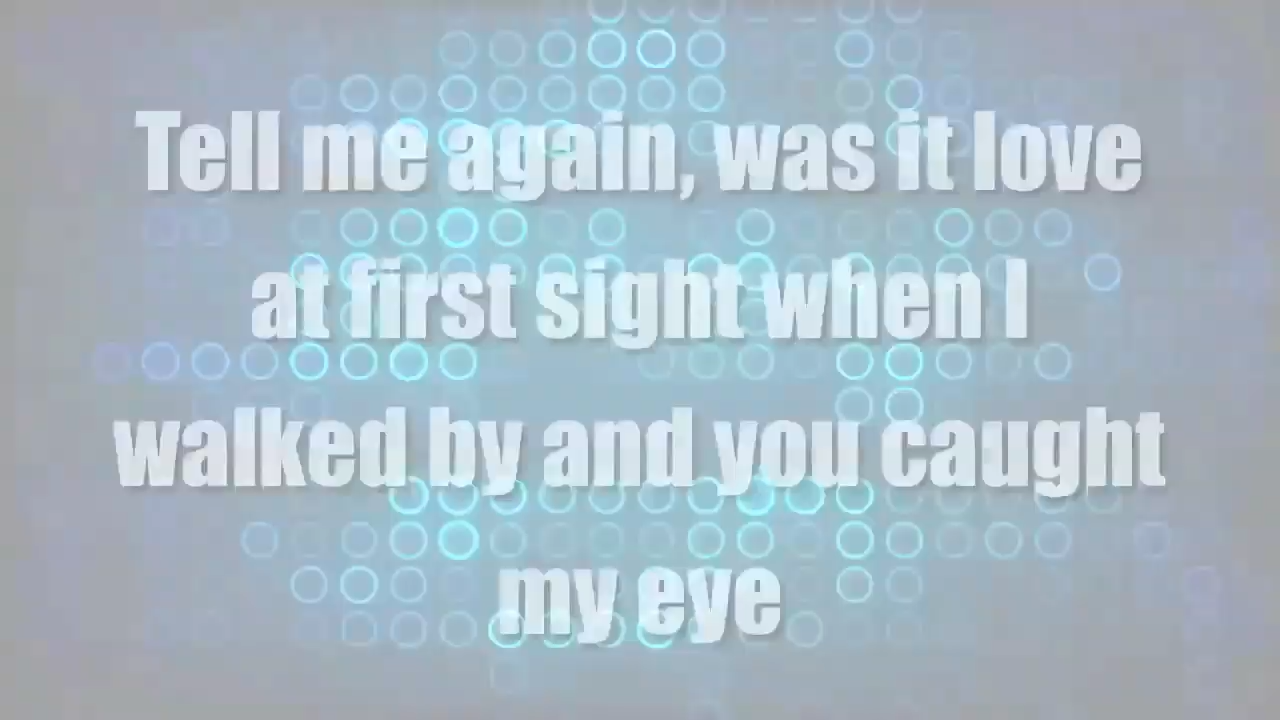 Tell me again, was it love
at first sight when I
walked by and you caught
my eye